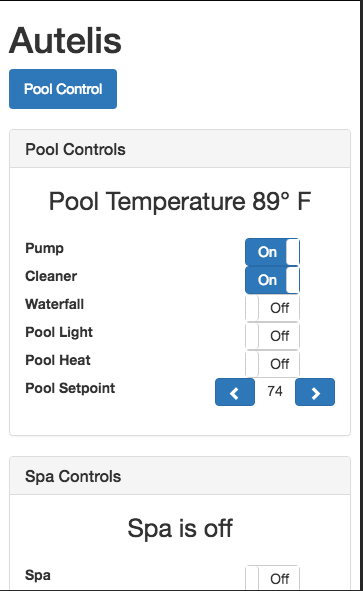 Autelis
Pool Control
Pool Controls
Pool Temperature 89° F
Pump On
Cleaner On
Waterfall Off
Pool Light Off
Pool Heat Off
Pool Setpoint 74
Spa Controls
Spa is off
Spa Off